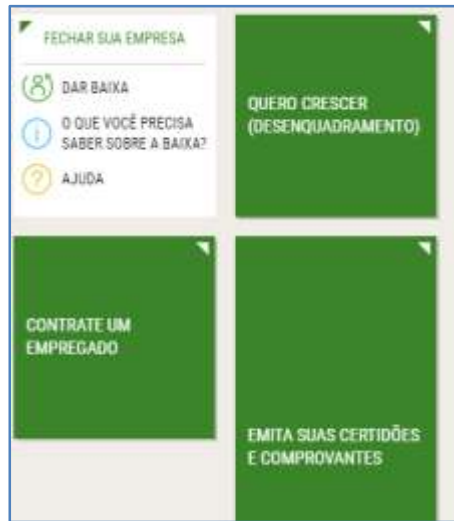 FECHAR SUA EMPRESA
DAR BAIXA
O QUE VOCÊ PRECISA
SABER SOBRE A BAIXA?
AJUDA
QUERO CRESCER
(DESENQUADRAMENTO)
CONTRATE UM
EMPREGADO
EMITA SUAS CERTIDÕES
E COMPROVANTES